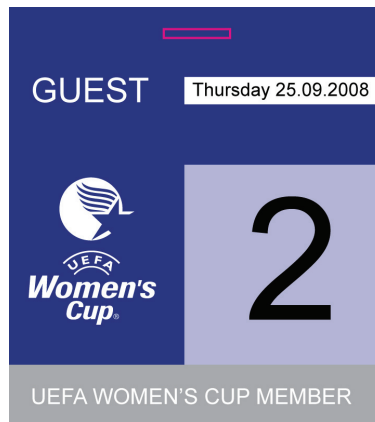 GUEST
Thursday 25.09.2008
2
UEFA
Women's
Cup®
UEFA WOMEN'S CUP MEMBER